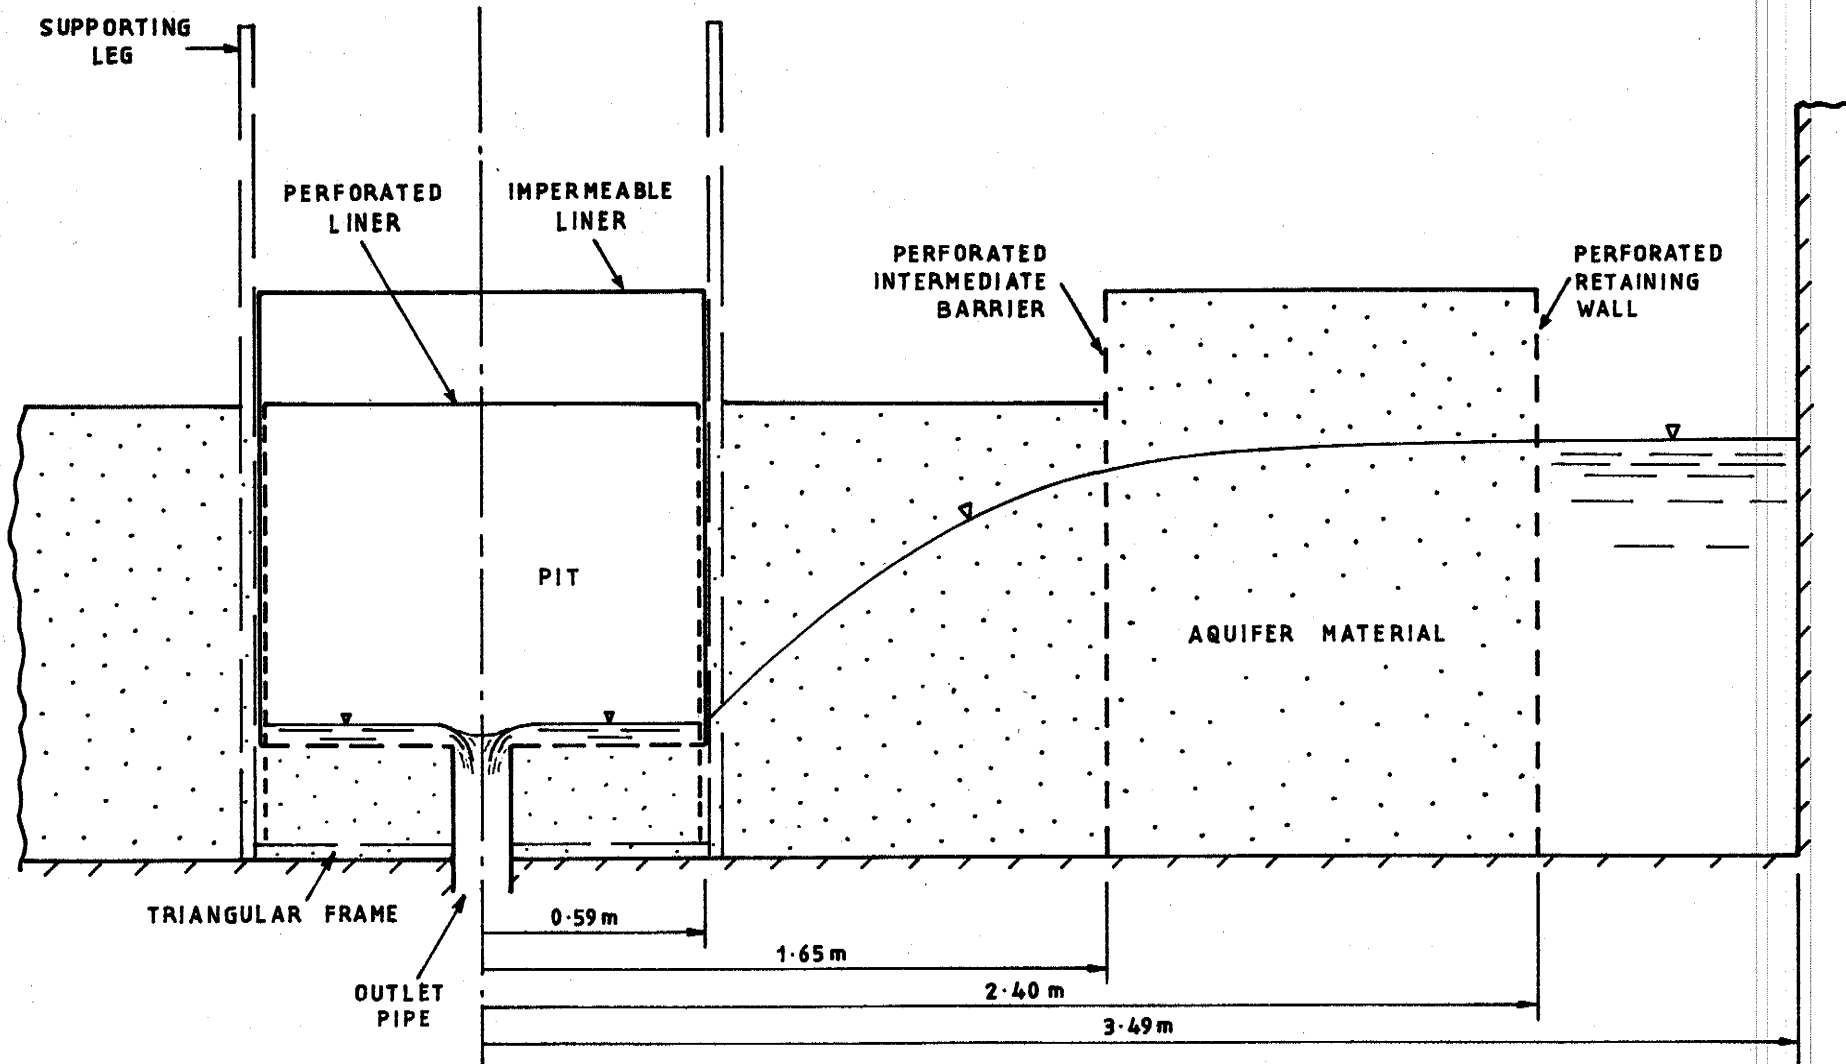 SUPPORTING
LEG
PERFORATED
LINER
IMPERMEABLE
LINER
PERFORATED
INTERMEDIATE
BARRIER
PERFORATED
RETAINING
WALL
PIT
AQUIFER MATERIAL
TRIANGULAR FRAME
OUTLET
PIPE
0·59m
1·65m
2·40 m
3·49m